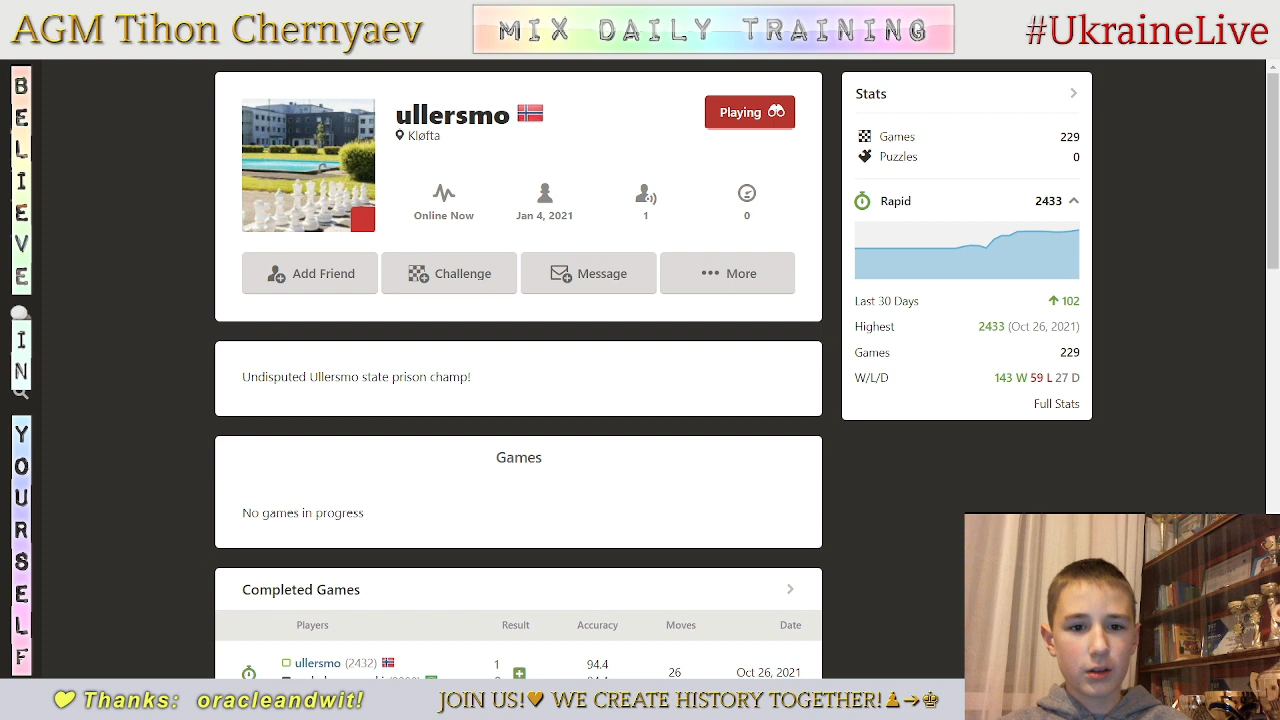 AGM Tihon Chernyaev
MIX DAILY TRAINING
#UkraineLive
BELIEVE
IN
YOURSELF
ullersmo
Kløfta
Playing
Online Now
Jan 4, 2021
1
0
Add Friend
Challenge
Message
More
Undisputed Ullersmo state prison champ!
Games
No games in progress
Completed Games
Players Result Accuracy Moves Date
ullersmo (2432) 1 94.4
26 Oct 26, 2021
Stats
Games 229
Puzzles 0
Rapid 2433
Last 30 Days 102
Highest 2433 (Oct 26, 2021)
Games 229
W/L/D 143 W 59 L 27 D
Full Stats
Thanks: oracleandwit!
JOIN US! WE CREATE HISTORY TOGETHER!